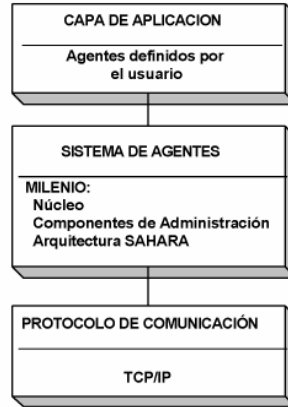 CAPA DE APLICACION
Agentes definidos por
el usuario
SISTEMA DE AGENTES
MILENIO:
Núcleo
Componentes de Administración
Arquitectura SAHARA
PROTOCOLO DE COMUNICACIÓN
TCP/IP